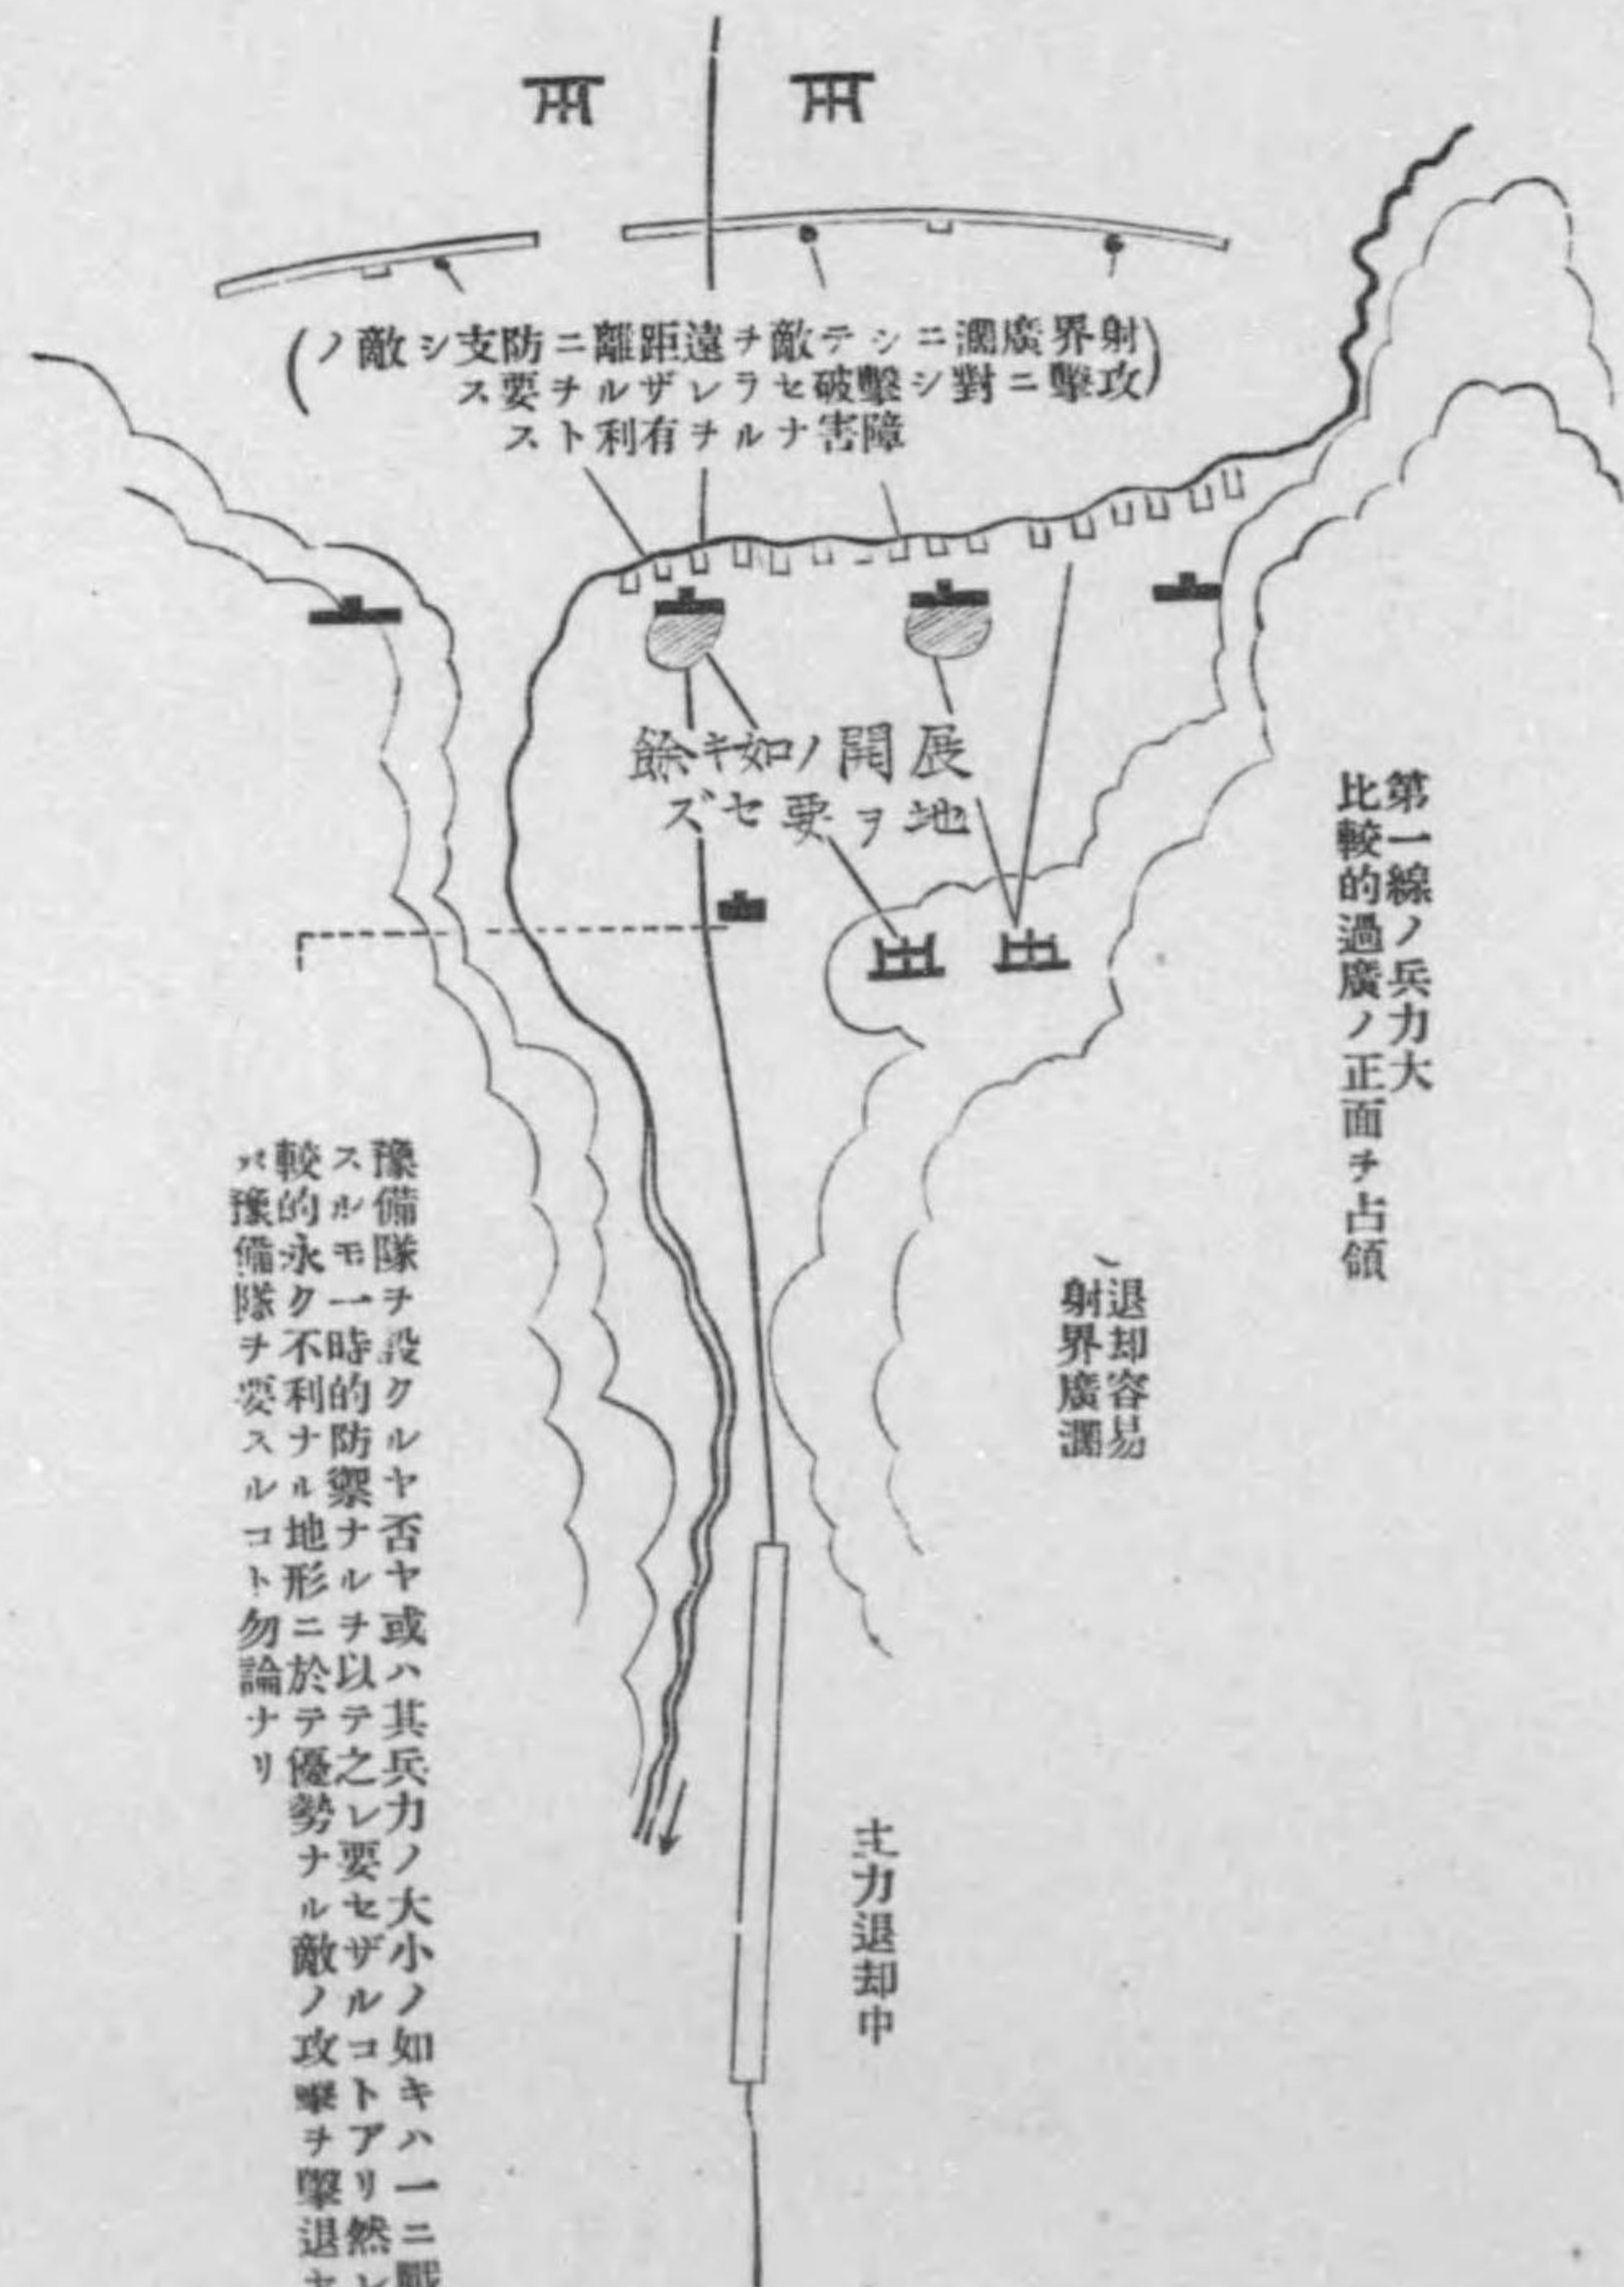 射界廣濶ニシテ敵ヲ遠距離ニ防支シ敵ノ
攻擊ニ對シ擊破セラレザルヲ要ス
障害ナルヲ有利トス
展開ノ如キ餘
地ヲ要セズ
第一線ノ兵力大
比較的過廣ノ正面ヲ占領
退却容易
射界廣濶
豫備隊ヲ設クルヤ否ヤ或ハ其兵力ノ大小ノ如キハ一ニ戰
スルモ一時的防禦ナルヲ以テ之レ要セザルコトアリ然レ
較的永ク不利ナル地形ニ於テ優勢ナル敵ノ攻擊ヲ擊退セ
バ豫備隊ヲ要スルコト勿論ナリ
主力退却中